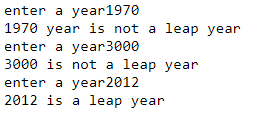 enter a year1970
1970 year is not a leap year
enter a year3000
3000 is not a leap year
enter a year2012
2012 is a leap year